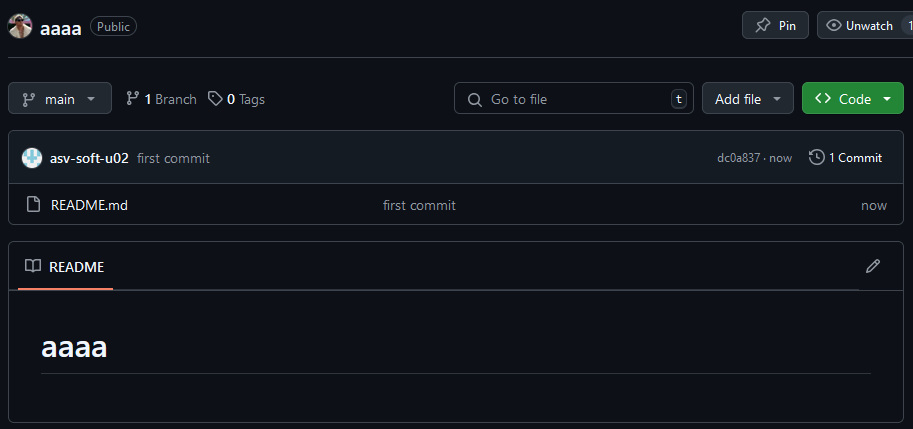 aaaa Public Pin Unwatch 1
main 1 Branch 0 Tags Go to file t Add file Code
asv-soft-u02 first commit dc0a837 · now 1 Commit
README.md first commit now
README
aaaa